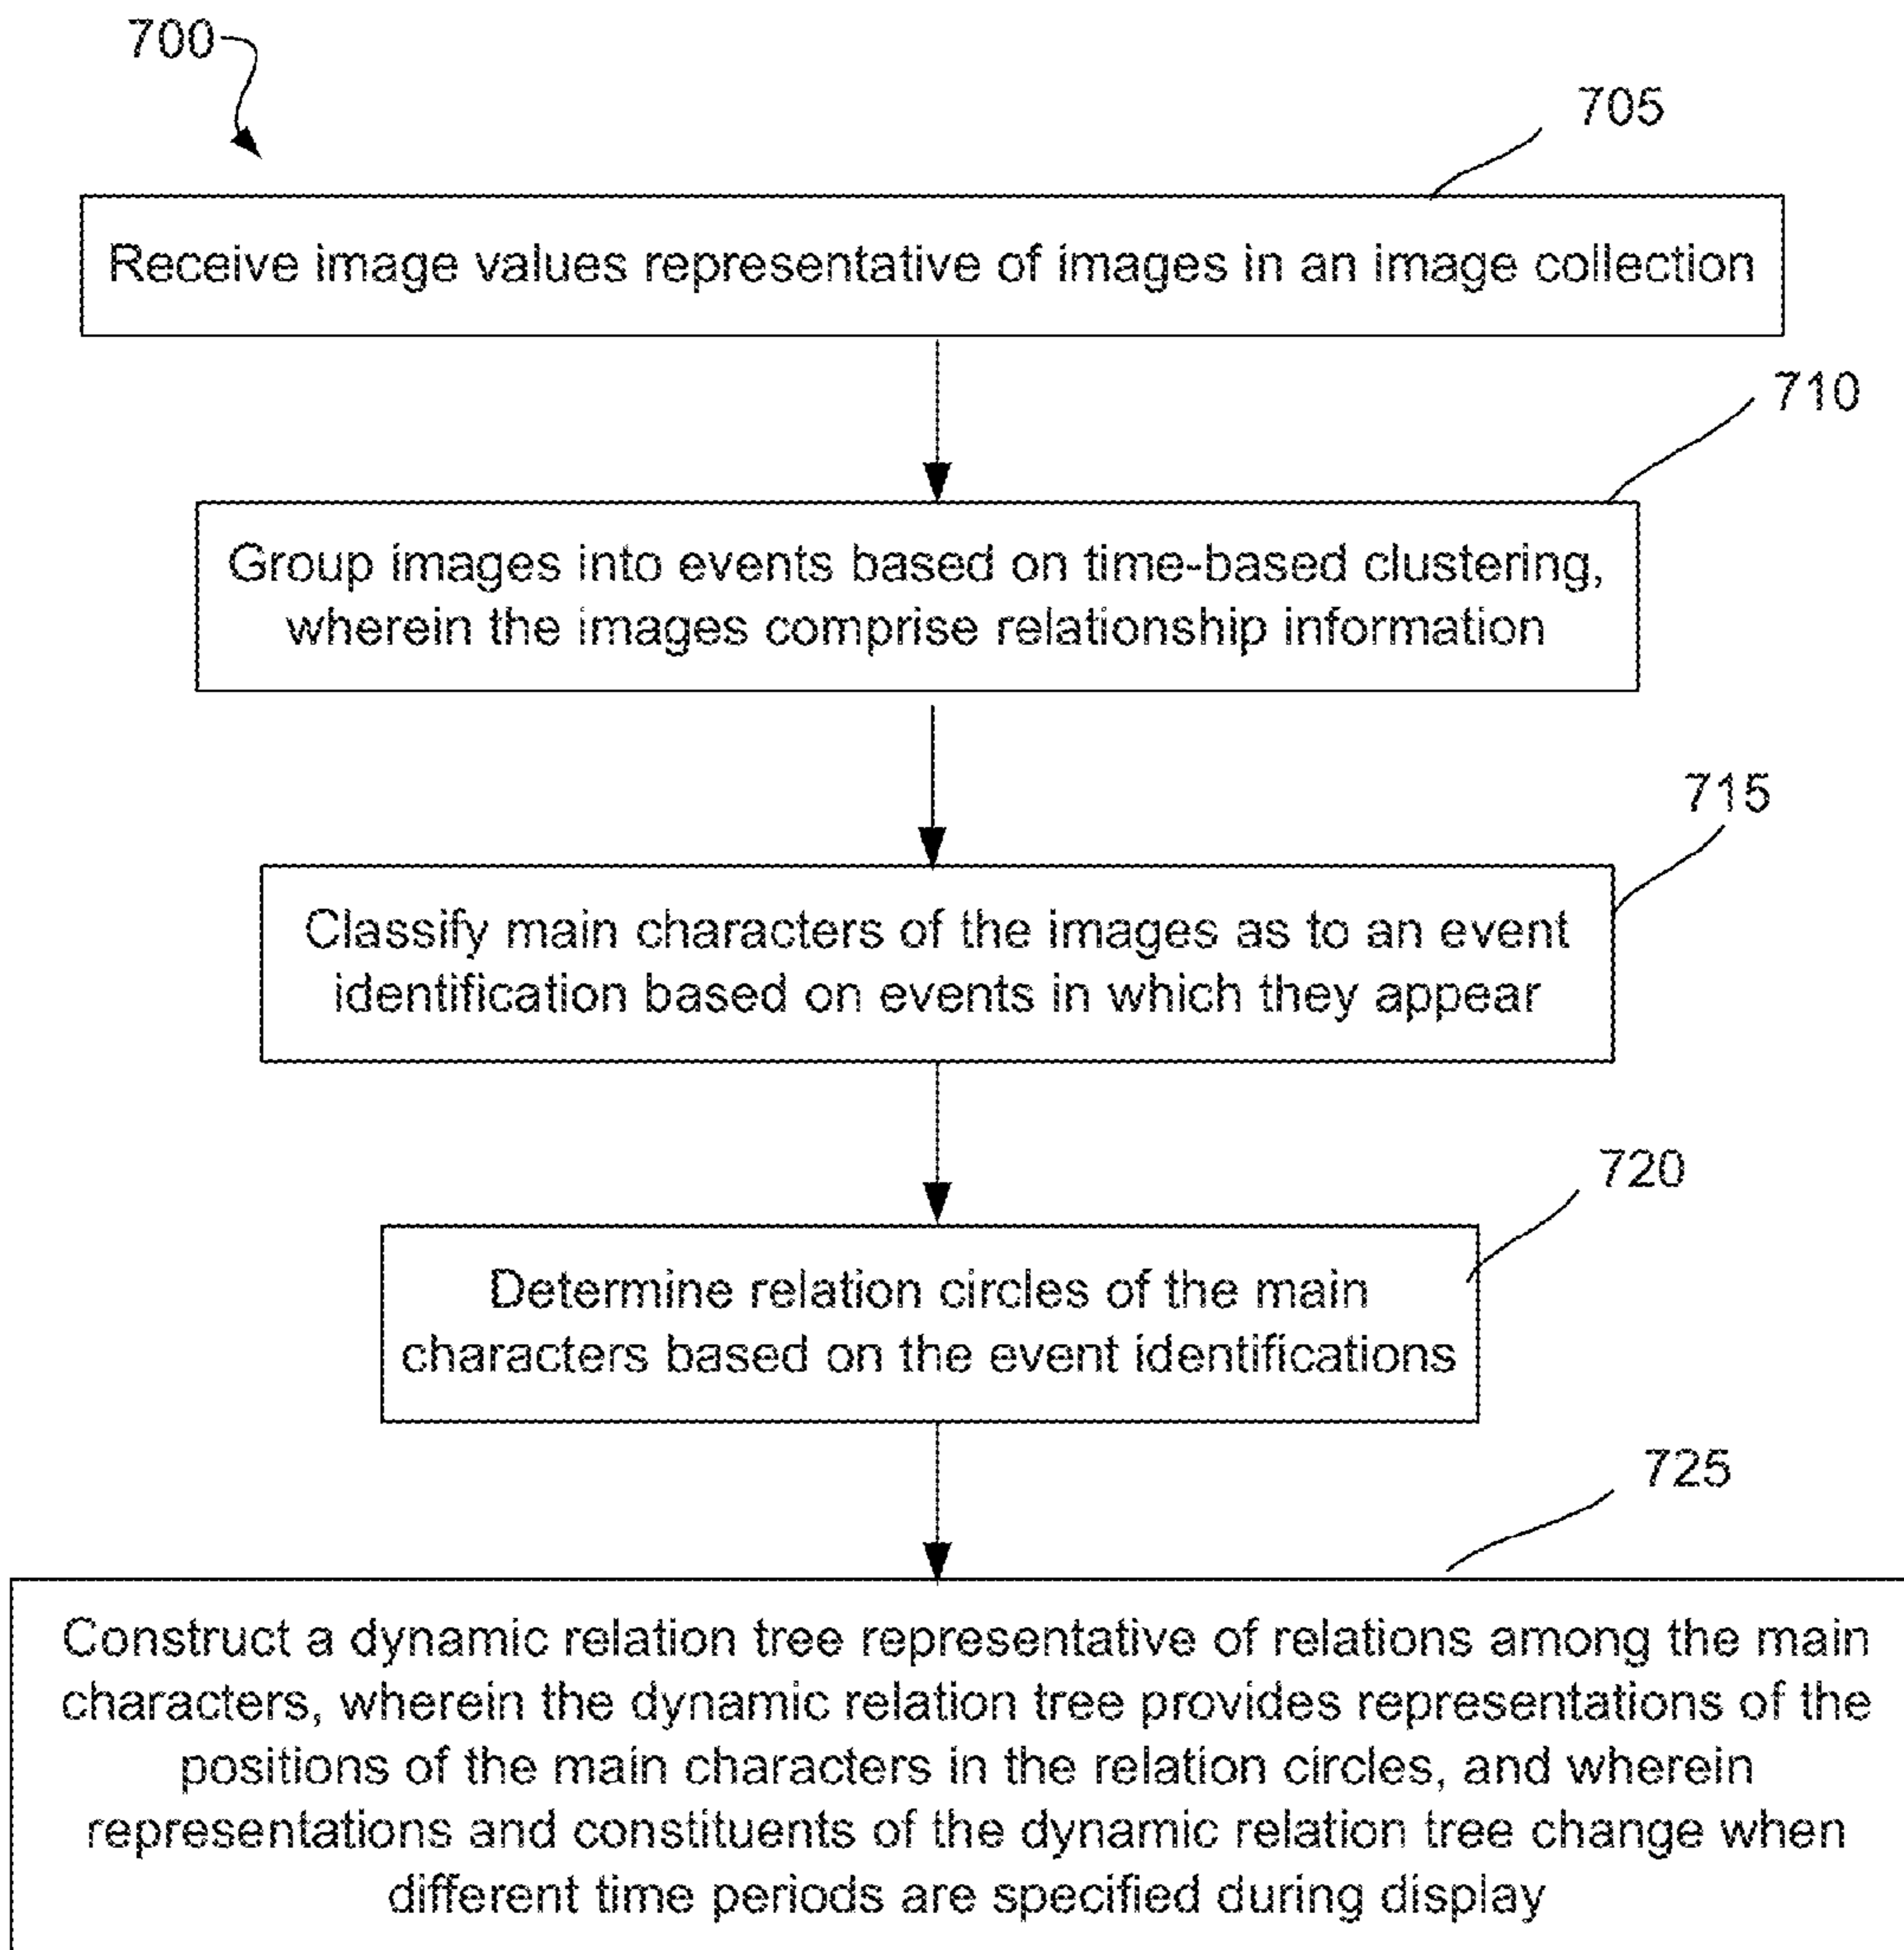 700
705
Receive image values representative of images in an image collection
710
Group images into events based on time-based clustering,
wherein the images comprise relationship information
715
Classify main characters of the images as to an event
identification based on events in which they appear
720
Determine relation circles of the main
characters based on the event identifications
725
Construct a dynamic relation tree representative of relations among the main
characters, wherein the dynamic relation tree provides representations of the
positions of the main characters in the relation circles, and wherein
representations and constituents of the dynamic relation tree change when
different time periods are specified during display